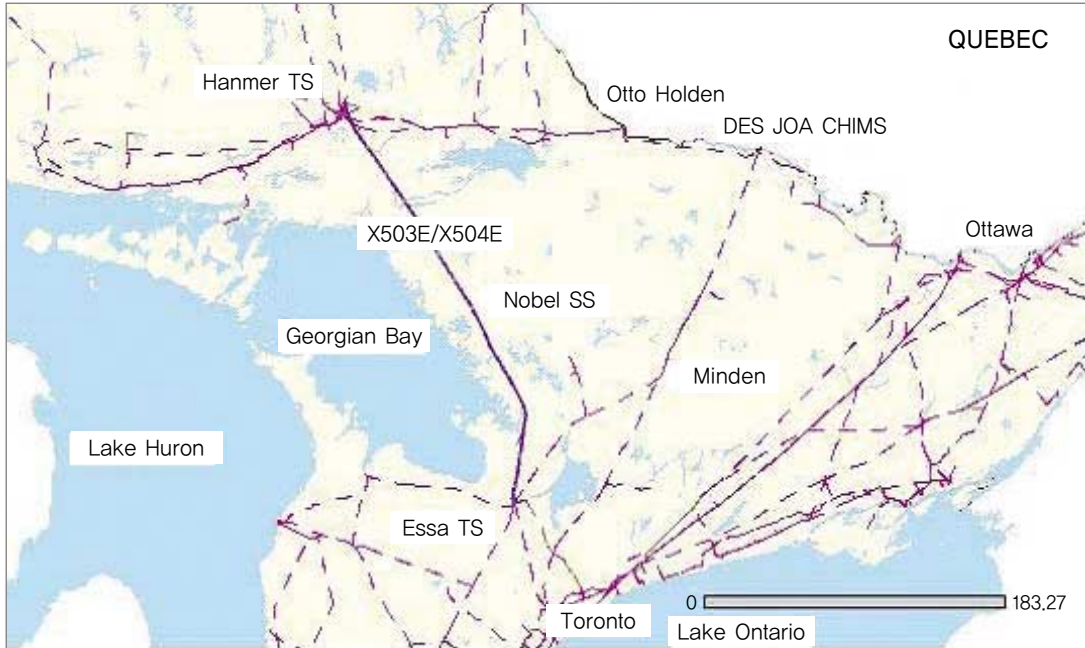 QUEBEC
Hanmer TS
Otto Holden
DES JOA CHIMS
X503E/X504E
Ottawa
Nobel SS
Georgian Bay
Minden
Lake Huron
Essa TS
0
183.27
Toronto
Lake Ontario